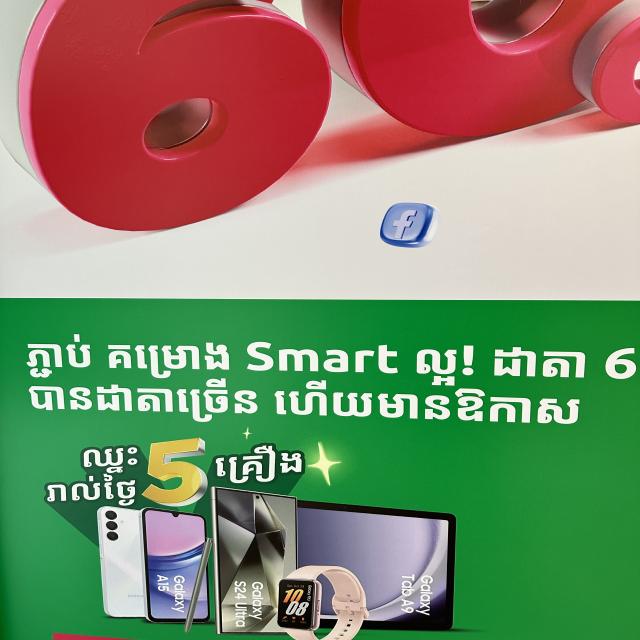 ភ្ជាប់ គម្រោង Smart ល្អ! ដាតា 6
បានដាតាច្រើន ហើយមានឱកាស
ឈ្នះ
រាល់ថ្ងៃ 5 គ្រឿង
Galaxy A15
Galaxy S24 Ultra
10 08
Galaxy Tab A9